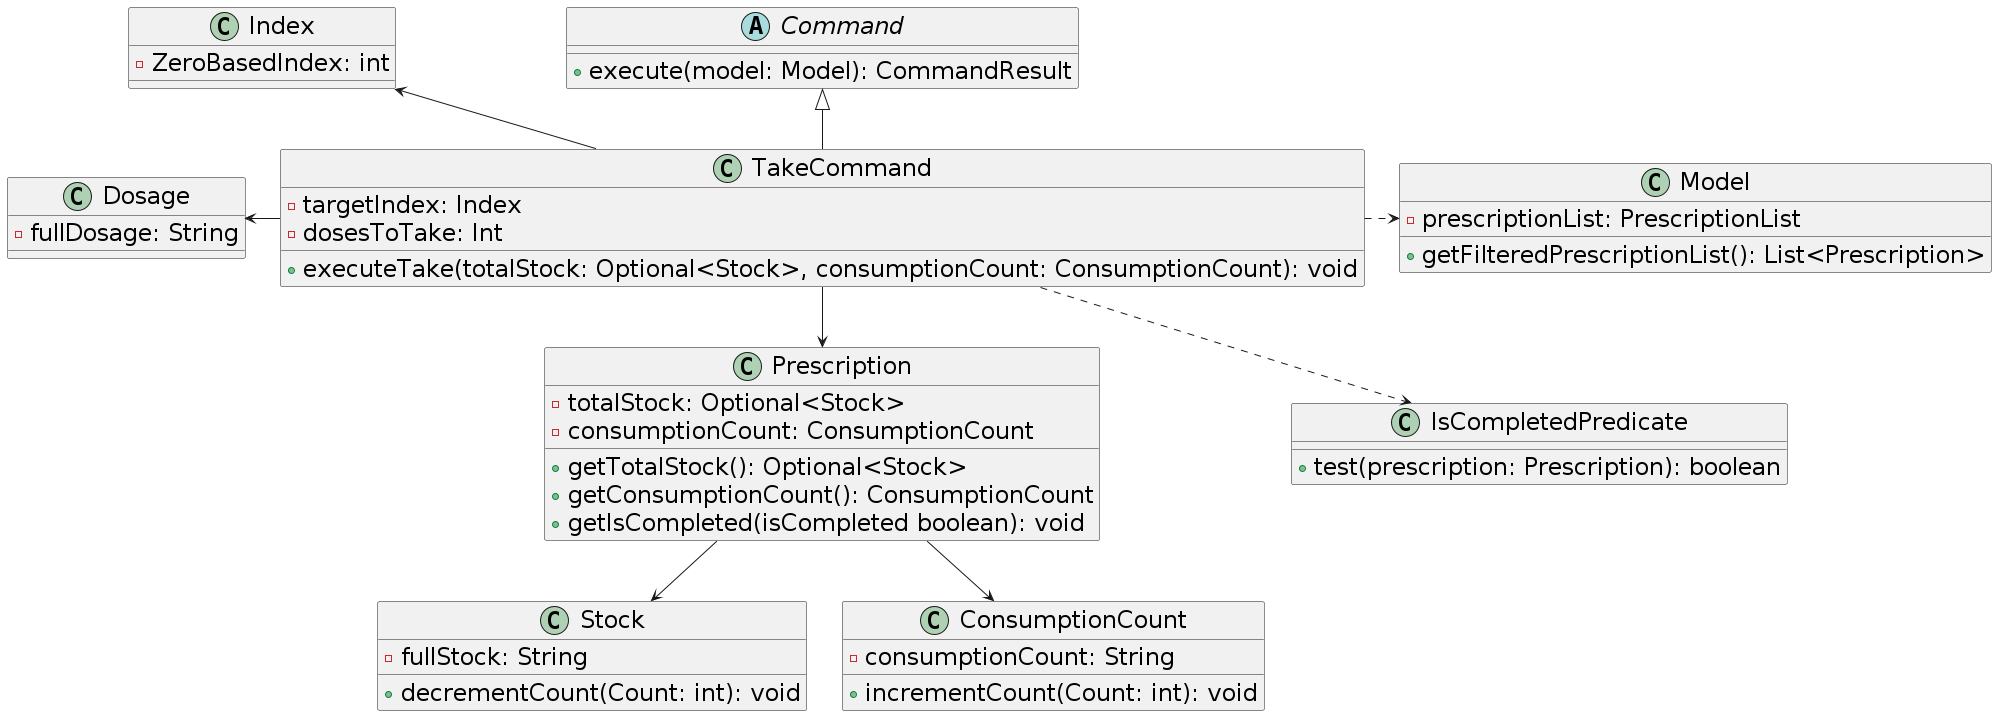 C Index
ZeroBasedIndex: int
A Command
execute(model: Model): CommandResult
C Dosage
fullDosage: String
C TakeCommand
targetIndex: Index
dosesToTake: Int
executeTake(totalStock: Optional<Stock>, consumptionCount: ConsumptionCount): void
C Model
prescriptionList: PrescriptionList
getFilteredPrescriptionList(): List<Prescription>
C Prescription
totalStock: Optional<Stock>
consumptionCount: ConsumptionCount
getTotalStock(): Optional<Stock>
getConsumptionCount(): ConsumptionCount
getIsCompleted(isCompleted boolean): void
C IsCompletedPredicate
test(prescription: Prescription): boolean
C Stock
fullStock: String
decrementCount(Count: int): void
C ConsumptionCount
consumptionCount: String
incrementCount(Count: int): void